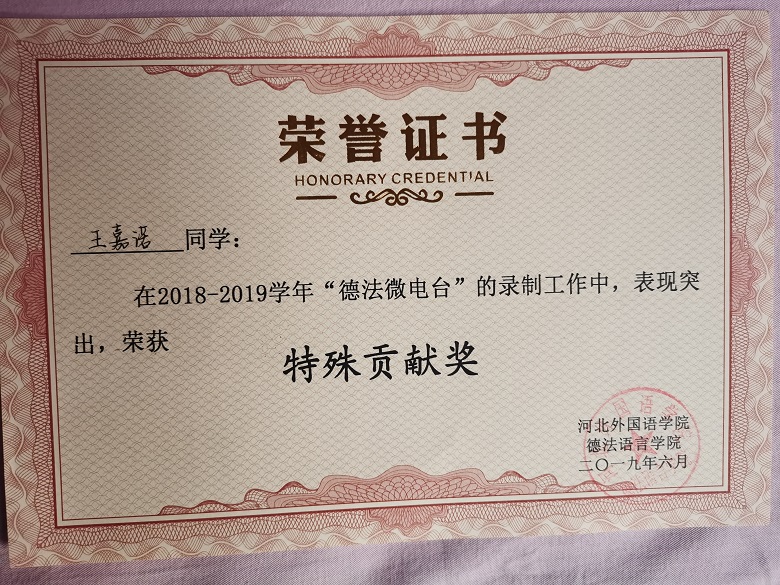 荣誉证书
HONORARY CREDENTIAL
王嘉诺 同学：
在2018-2019学年“德法微电台”的录制工作中，表现突
出，荣获
特殊贡献奖
河北外国语学院
德法语言学院
二〇一九年六月